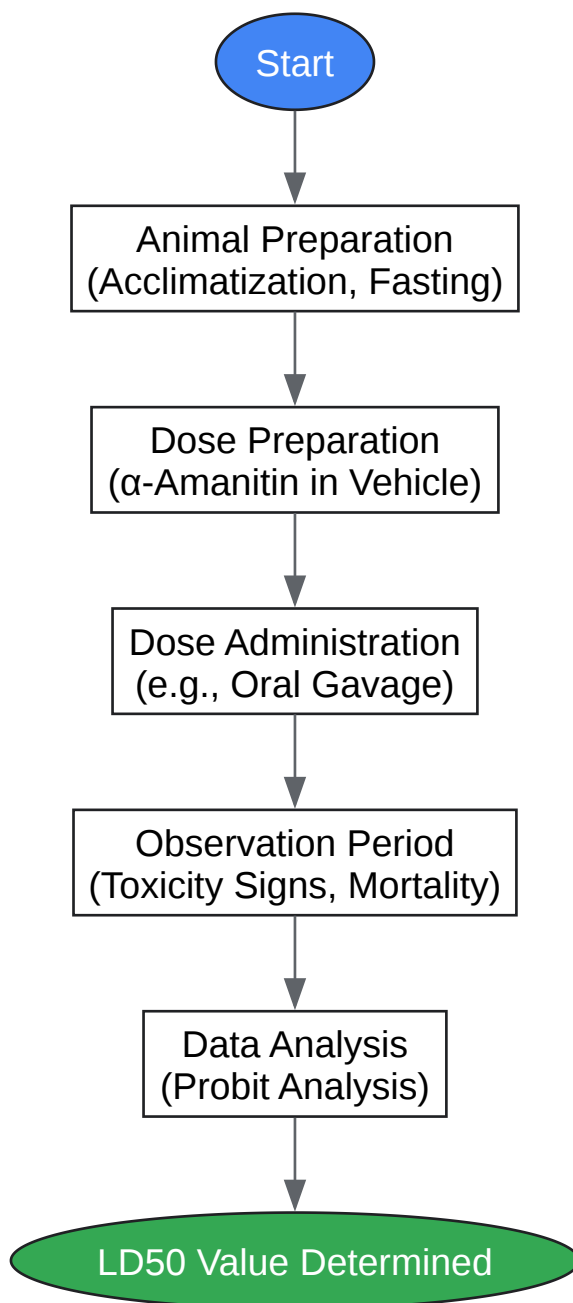 Start
Animal Preparation
(Acclimatization, Fasting)
Dose Preparation
(α-Amanitin in Vehicle)
Dose Administration
(e.g., Oral Gavage)
Observation Period
(Toxicity Signs, Mortality)
Data Analysis
(Probit Analysis)
LD50 Value Determined